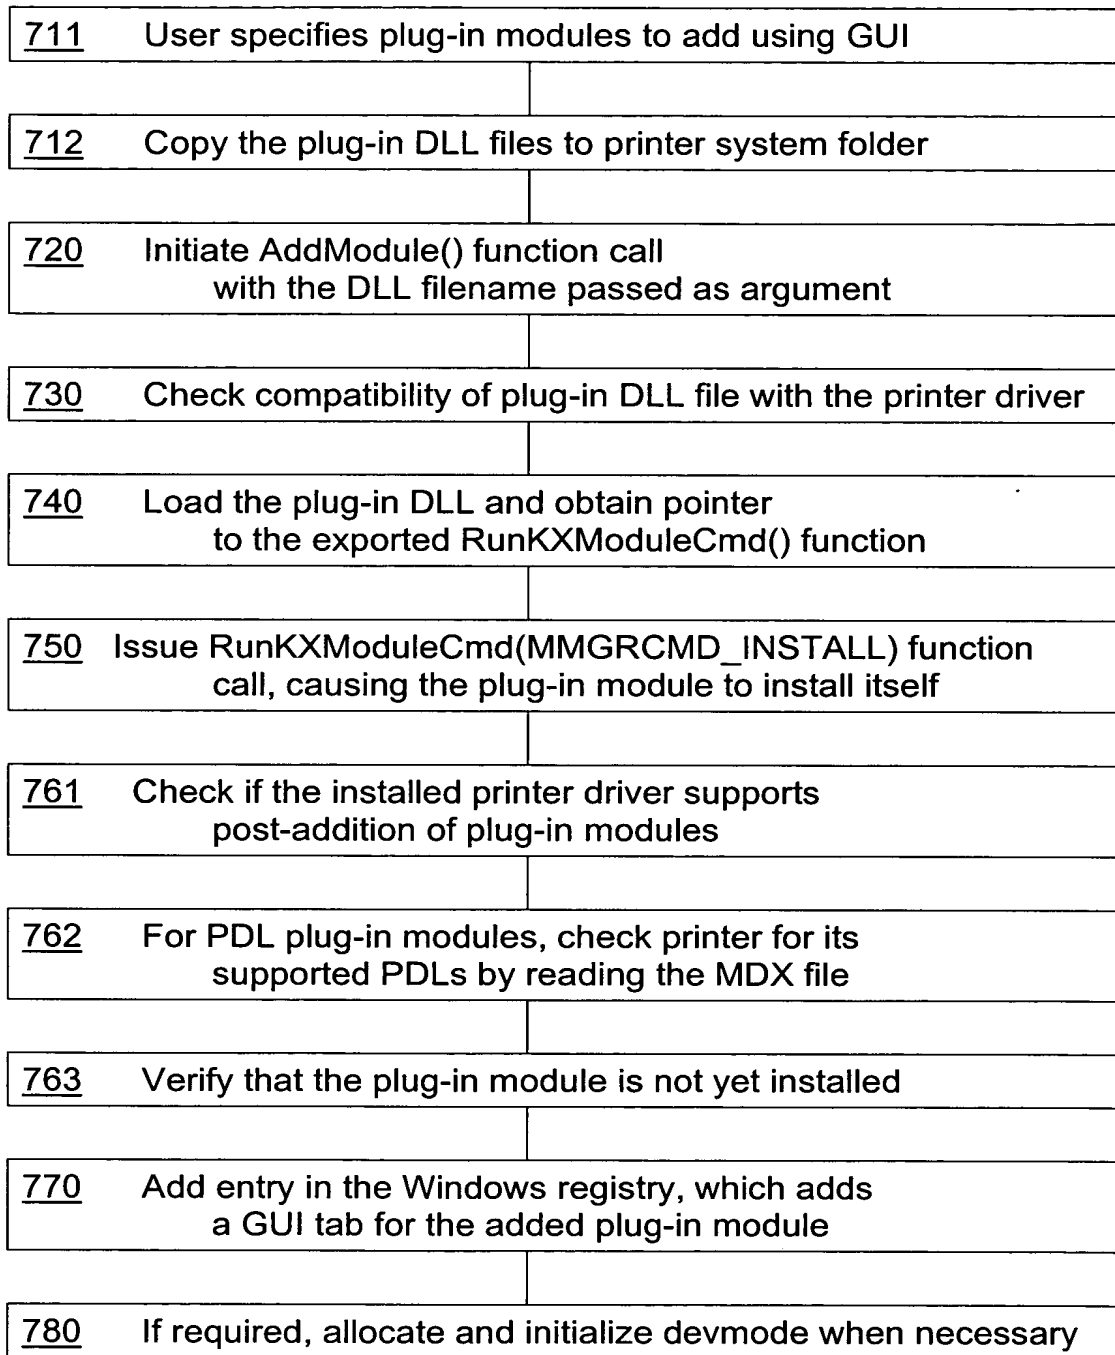 711 User specifies plug-in modules to add using GUI
712 Copy the plug-in DLL files to printer system folder
720 Initiate AddModule() function call
with the DLL filename passed as argument
730 Check compatibility of plug-in DLL file with the printer driver
740 Load the plug-in DLL and obtain pointer
to the exported RunKXModuleCmd() function
750 Issue RunKXModuleCmd(MMGRCMD_INSTALL) function
call, causing the plug-in module to install itself
761 Check if the installed printer driver supports
post-addition of plug-in modules
762 For PDL plug-in modules, check printer for its
supported PDLs by reading the MDX file
763 Verify that the plug-in module is not yet installed
770 Add entry in the Windows registry, which adds
a GUI tab for the added plug-in module
780 If required, allocate and initialize devmode when necessary